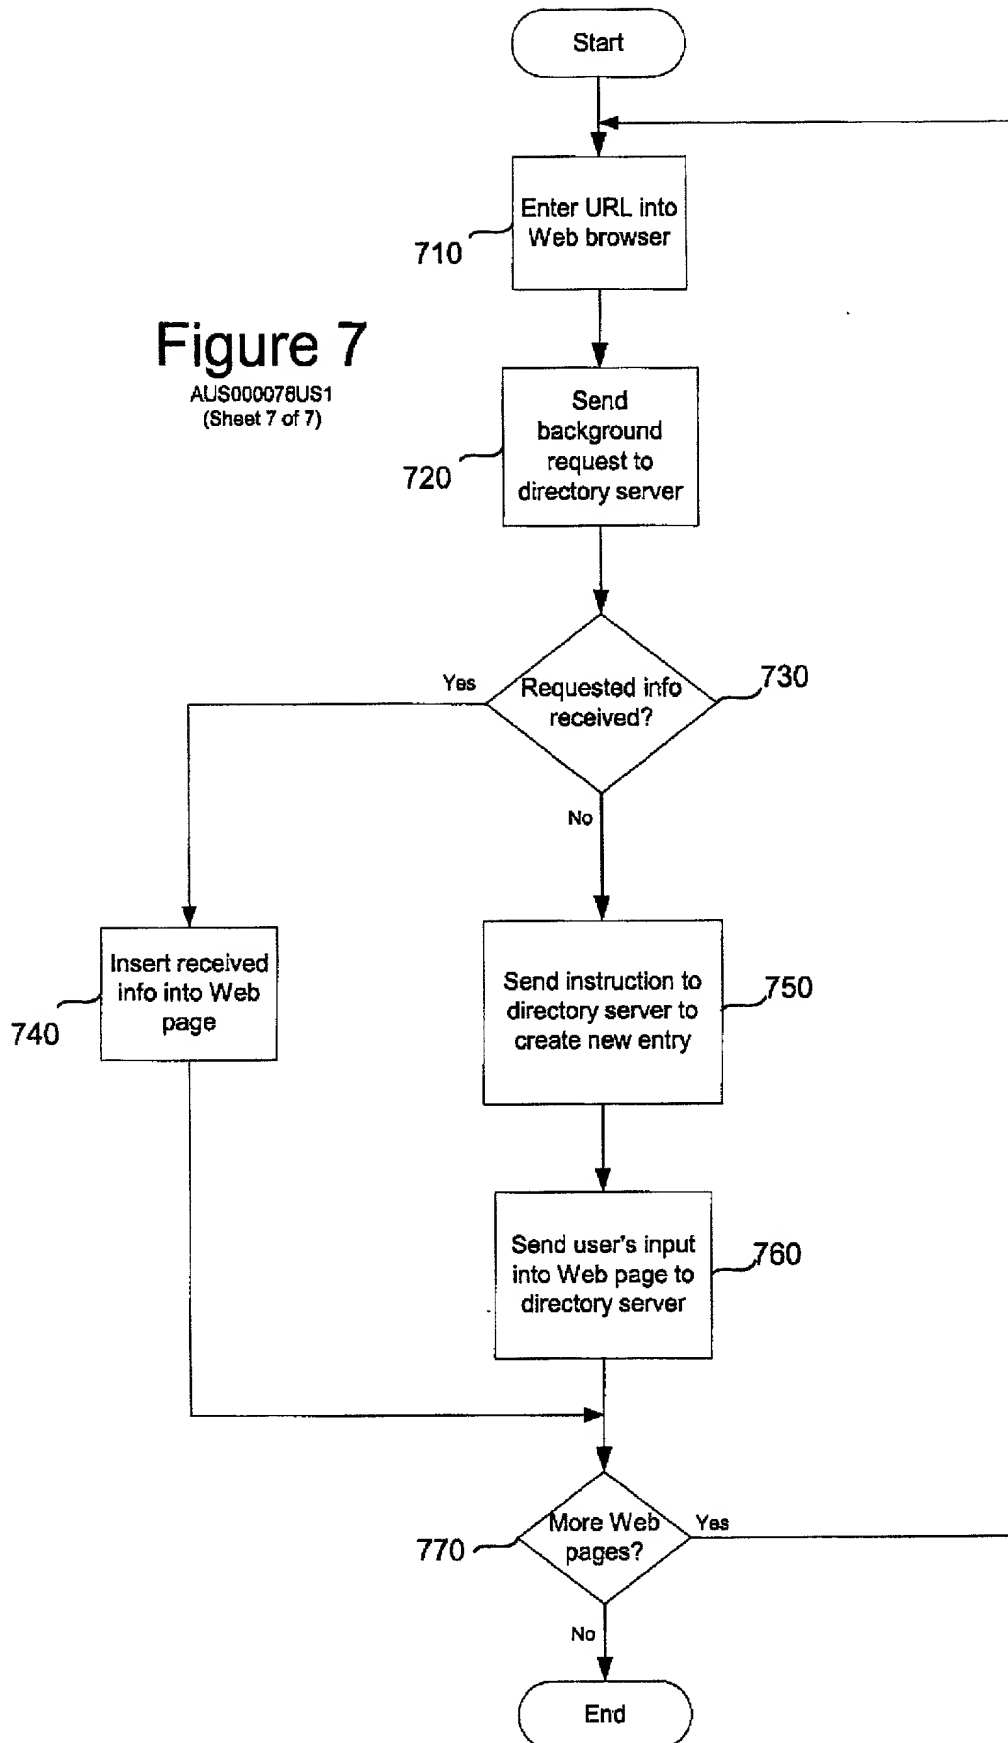 Start
Enter URL into
Web browser
710
Figure 7
AUS000078US1
(Sheet 7 of 7)
Send
background
request to
directory server
720
Requested info
received?
730
Yes
No
Insert received
info into Web
page
740
Send instruction to
directory server to
create new entry
750
Send user's input
into Web page to
directory server
760
More Web
pages?
770
Yes
No
End